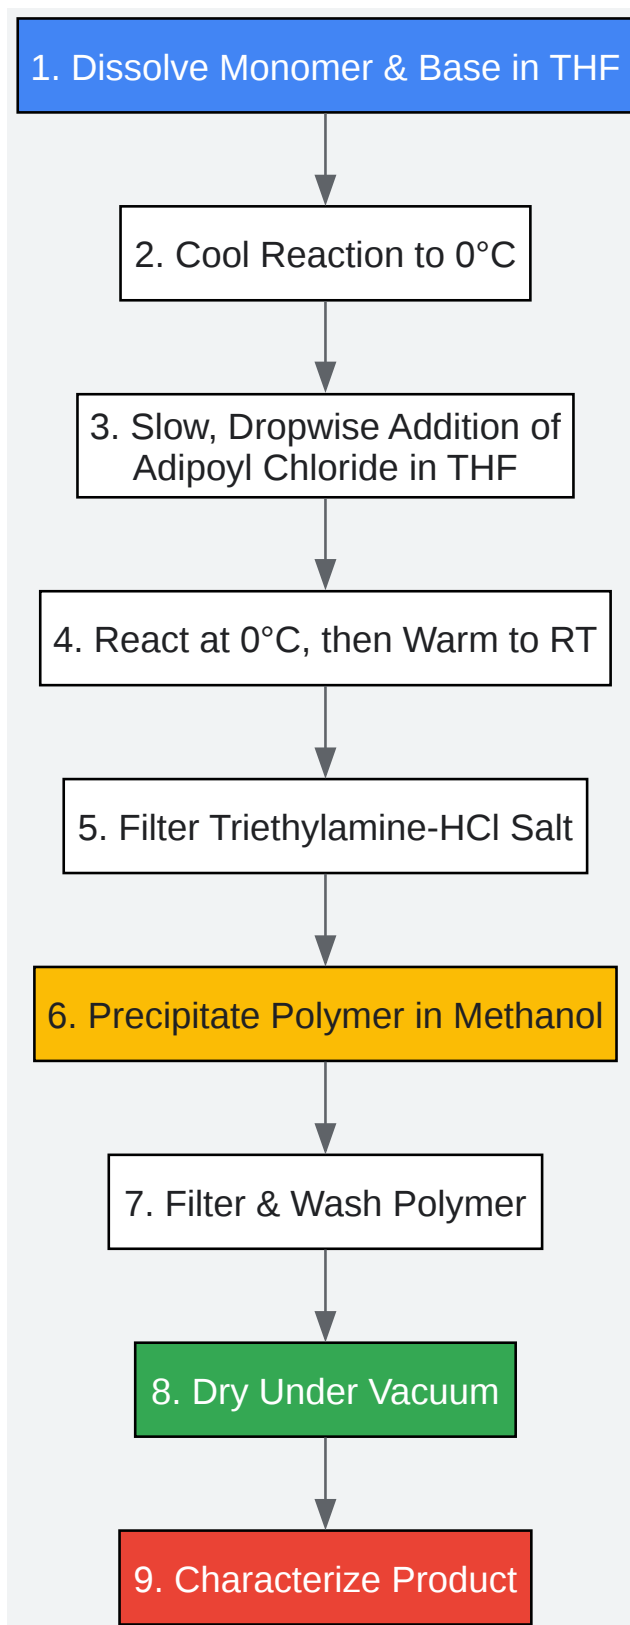 1. Dissolve Monomer & Base in THF
2. Cool Reaction to 0°C
3. Slow, Dropwise Addition of
Adipoyl Chloride in THF
4. React at 0°C, then Warm to RT
5. Filter Triethylamine-HCl Salt
6. Precipitate Polymer in Methanol
7. Filter & Wash Polymer
8. Dry Under Vacuum
9. Characterize Product